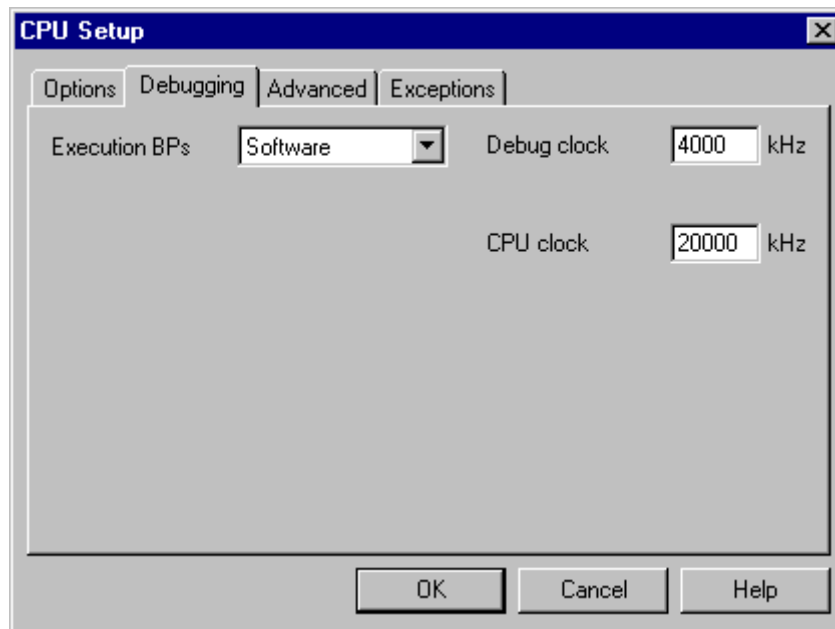 CPU Setup
Options Debugging Advanced Exceptions
Execution BPs Software Debug clock 4000 kHz
CPU clock 20000 kHz
OK Cancel Help